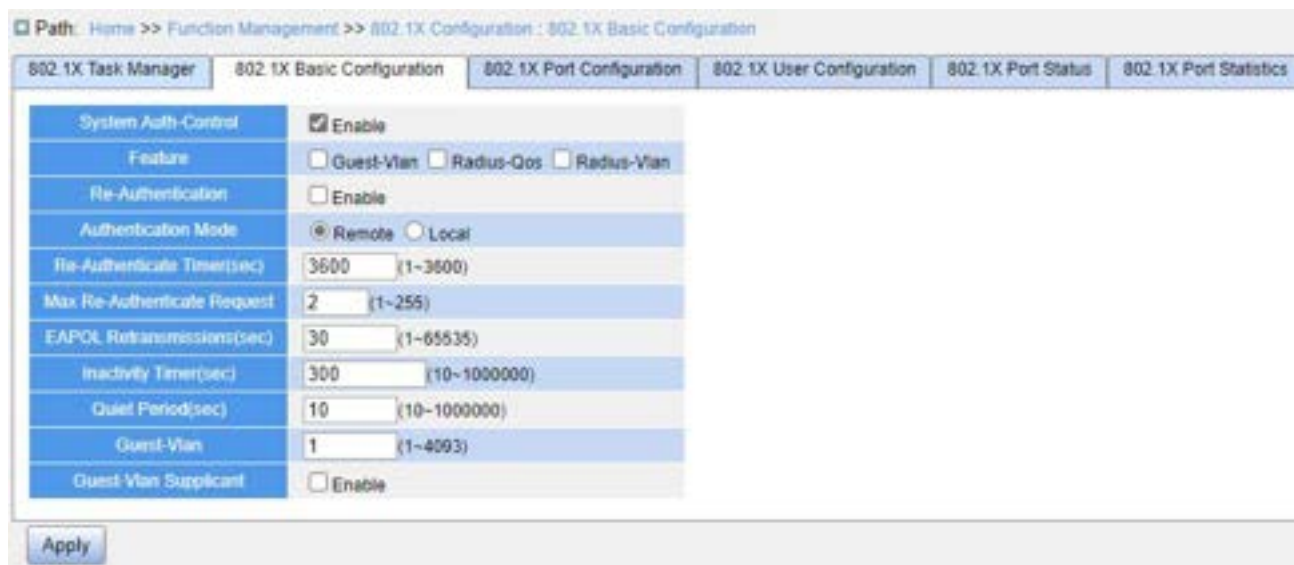 Path: Home >> Function Management >> 802.1X Configuration : 802.1X Basic Configuration
802.1X Task Manager 802.1X Basic Configuration 802.1X Port Configuration 802.1X User Configuration 802.1X Port Status 802.1X Port Statistics
System Auth-Control Enable
Feature Guest-Vlan Radius-Qos Radius-Vlan
Re-Authentication Enable
Authentication Mode Remote Local
Re-Authenticate Timer(sec) 3600 (1~3600)
Max Re-Authenticate Request 2 (1~255)
EAPOL Retransmissions(sec) 30 (1~65535)
Inactivity Timer(sec) 300 (10~1000000)
Quiet Period(sec) 10 (10~1000000)
Guest-Vlan 1 (1~4093)
Guest-Vlan Supplicant Enable
Apply